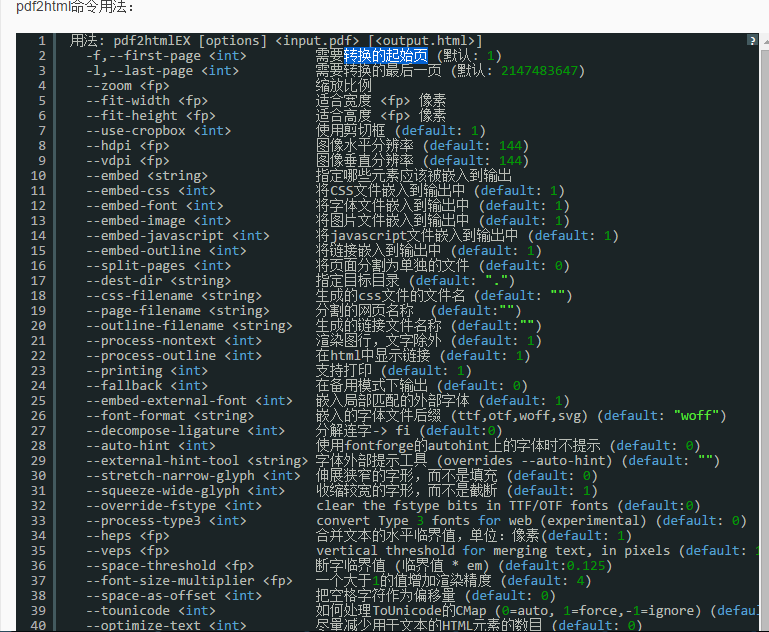 pdf2html命令用法：
1 用法: pdf2htmlEX [options] <input.pdf> [<output.html>]
2 -f,--first-page <int> 需要转换的起始页 (默认: 1)
3 -l,--last-page <int> 需要转换的最后一页 (默认: 2147483647)
4 --zoom <fp> 缩放比例
5 --fit-width <fp> 适合宽度 <fp> 像素
6 --fit-height <fp> 适合高度 <fp> 像素
7 --use-cropbox <int> 使用剪切框 (default: 1)
8 --hdpi <fp> 图像水平分辨率 (default: 144)
9 --vdpi <fp> 图像垂直分辨率 (default: 144)
10 --embed <string> 指定哪些元素应该被嵌入到输出
11 --embed-css <int> 将CSS文件嵌入到输出中 (default: 1)
12 --embed-font <int> 将字体文件嵌入到输出中 (default: 1)
13 --embed-image <int> 将图片文件嵌入到输出中 (default: 1)
14 --embed-javascript <int> 将javascript文件嵌入到输出中 (default: 1)
15 --embed-outline <int> 将链接嵌入到输出中 (default: 1)
16 --split-pages <int> 将页面分割为单独的文件 (default: 0)
17 --dest-dir <string> 指定目标目录 (default: ".")
18 --css-filename <string> 生成的css文件的文件名 (default: "")
19 --page-filename <string> 分割的网页名称 (default:"")
20 --outline-filename <string> 生成的链接文件名称 (default:"")
21 --process-nontext <int> 渲染图行，文字除外 (default: 1)
22 --process-outline <int> 在html中显示链接 (default: 1)
23 --printing <int> 支持打印 (default: 1)
24 --fallback <int> 在备用模式下输出 (default: 0)
25 --embed-external-font <int> 嵌入局部匹配的外部字体 (default: 1)
26 --font-format <string> 嵌入的字体文件后缀 (ttf,otf,woff,svg) (default: "woff")
27 --decompose-ligature <int> 分解连字-> fi (default:0)
28 --auto-hint <int> 使用fontforge的autohint上的字体时不提示 (default: 0)
29 --external-hint-tool <string> 字体外部提示工具 (overrides --auto-hint) (default: "")
30 --stretch-narrow-glyph <int> 伸展狭窄的字形，而不是填充 (default: 0)
31 --squeeze-wide-glyph <int> 收缩较宽的字形，而不是截断 (default: 1)
32 --override-fstype <int> clear the fstype bits in TTF/OTF fonts (default:0)
33 --process-type3 <int> convert Type 3 fonts for web (experimental) (default: 0)
34 --heps <fp> 合并文本的水平临界值，单位：像素(default: 1)
35 --veps <fp> vertical threshold for merging text, in pixels (default: 1
36 --space-threshold <fp> 断字临界值 (临界值 * em) (default:0.125)
37 --font-size-multiplier <fp> 一个大于1的值增加渲染精度 (default: 4)
38 --space-as-offset <int> 把空格字符作为偏移量 (default: 0)
39 --tounicode <int> 如何处理ToUnicode的CMap (0=auto, 1=force,-1=ignore) (defau
40 --optimize-text <int> 尽量减少用于文本的HTML元素的数目 (default: 0)